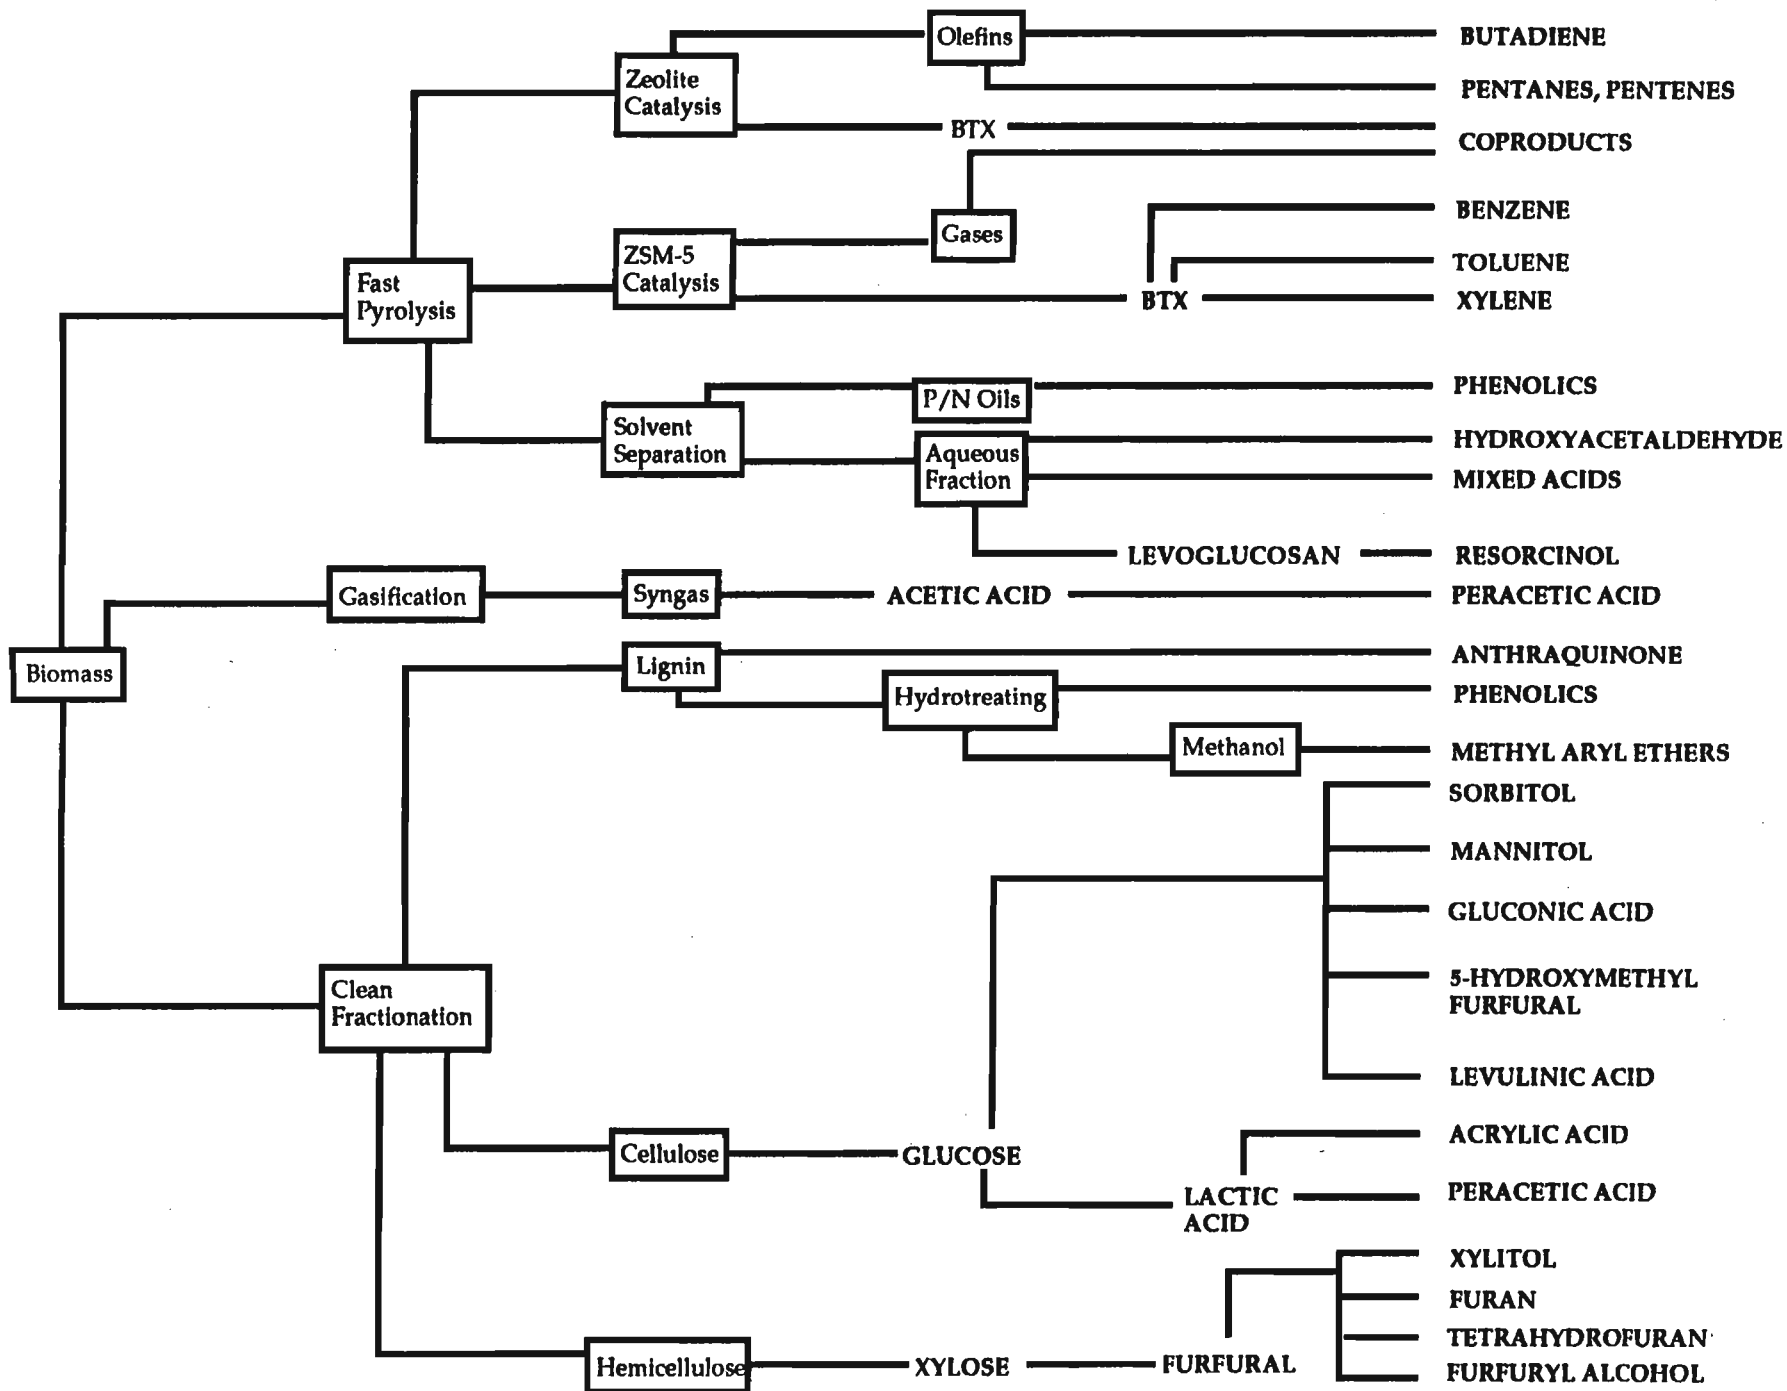 Olefins
BUTADIENE
Zeolite
Catalysis
PENTANES, PENTENES
BTX
COPRODUCTS
Gases
BENZENE
ZSM-5
Catalysis
TOLUENE
BTX
XYLENE
Fast
Pyrolysis
P/N Oils
PHENOLICS
Solvent
Separation
Aqueous
Fraction
HYDROXYACETALDEHYDE
MIXED ACIDS
LEVOGLUCOSAN
RESORCINOL
Gasification
Syngas
ACETIC ACID
PERACETIC ACID
Biomass
Lignin
ANTHRAQUINONE
Hydrotreating
PHENOLICS
Methanol
METHYL ARYL ETHERS
SORBITOL
MANNITOL
GLUCONIC ACID
5-HYDROXYMETHYL
FURFURAL
Clean
Fractionation
LEVULINIC ACID
Cellulose
GLUCOSE
ACRYLIC ACID
LACTIC
ACID
PERACETIC ACID
XYLITOL
FURAN
TETRAHYDROFURAN
Hemicellulose
XYLOSE
FURFURAL
FURFURYL ALCOHOL